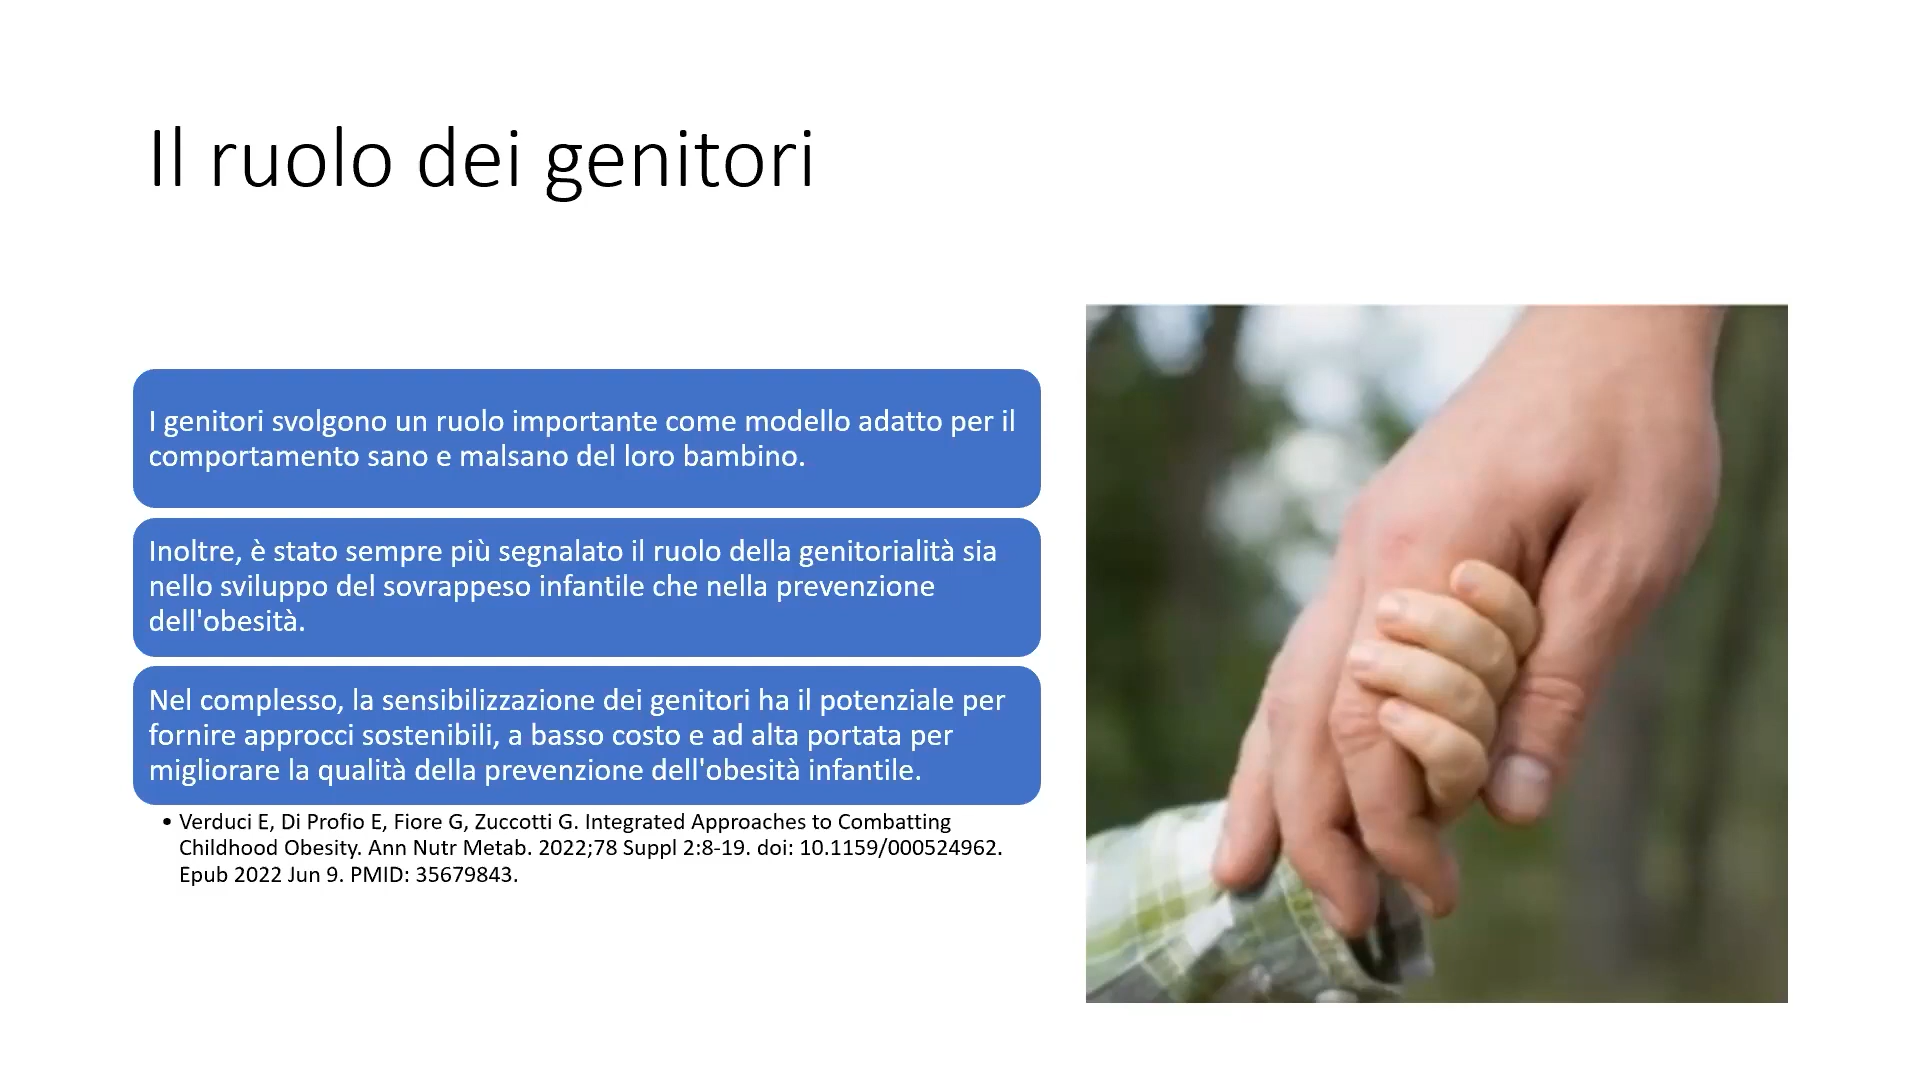 Il ruolo dei genitori
I genitori svolgono un ruolo importante come modello adatto per il
comportamento sano e malsano del loro bambino.
Inoltre, è stato sempre più segnalato il ruolo della genitorialità sia
nello sviluppo del sovrappeso infantile che nella prevenzione
dell'obesità.
Nel complesso, la sensibilizzazione dei genitori ha il potenziale per
fornire approcci sostenibili, a basso costo e ad alta portata per
migliorare la qualità della prevenzione dell'obesità infantile.
• Verduci E, Di Profio E, Fiore G, Zuccotti G. Integrated Approaches to Combatting
Childhood Obesity. Ann Nutr Metab. 2022;78 Suppl 2:8-19. doi: 10.1159/000524962.
Epub 2022 Jun 9. PMID: 35679843.